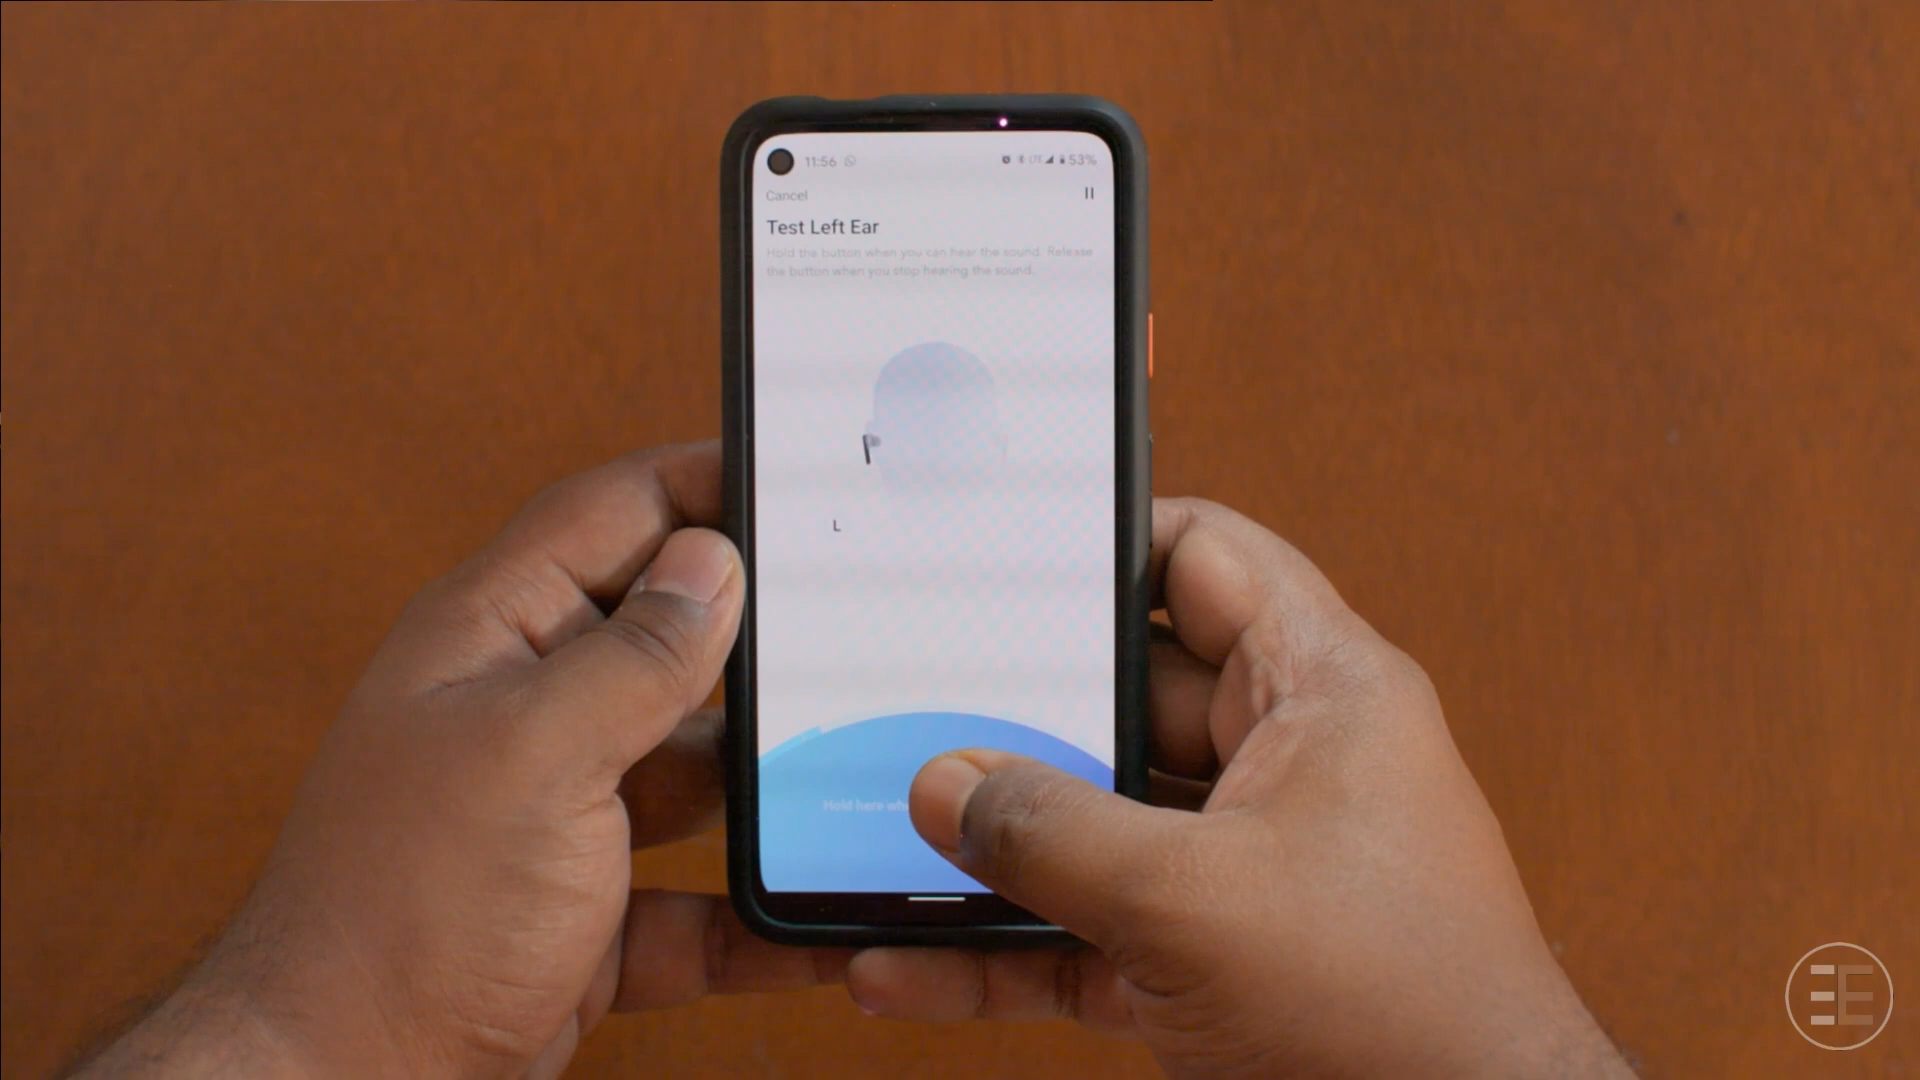 11:56 LTE 53%
Cancel
Test Left Ear
Hold the button when you can hear the sound. Release
the button when you stop hearing the sound.
L
Hold here